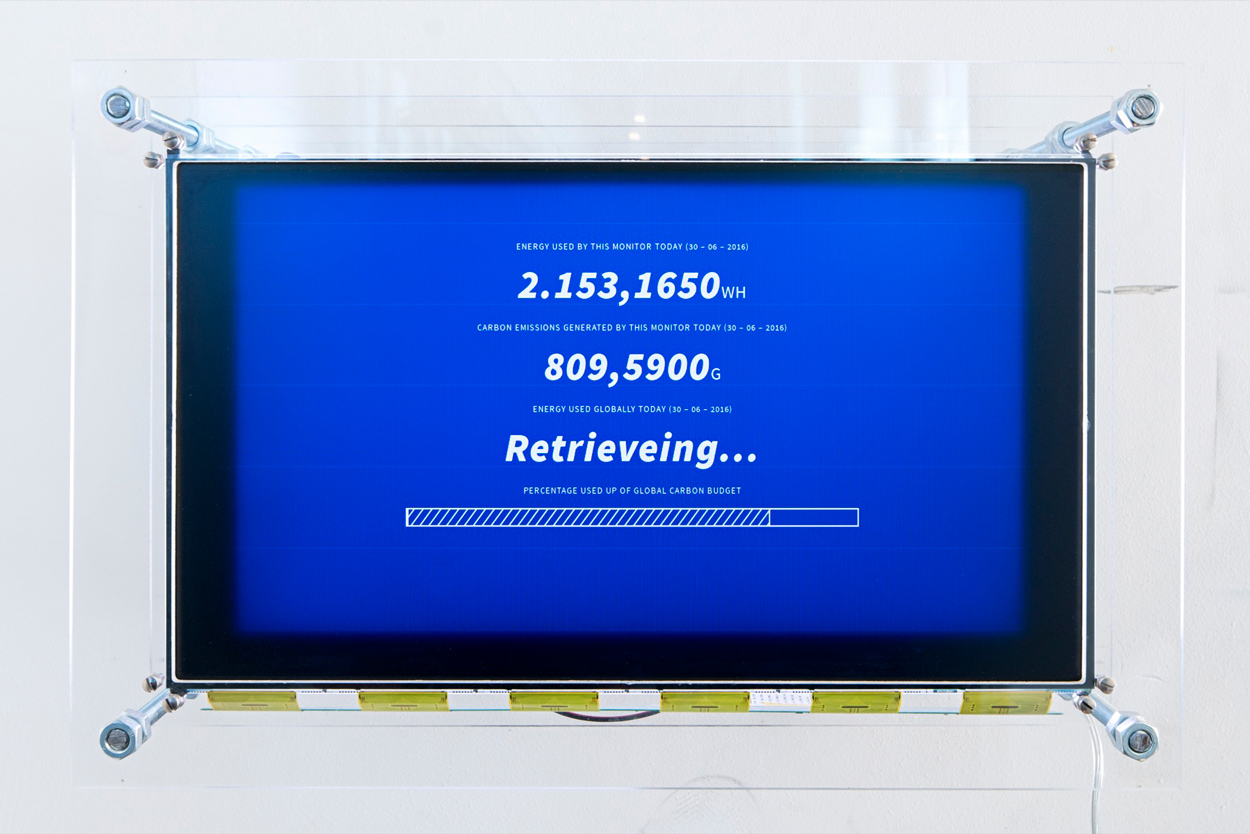 ENERGY USED BY THIS MONITOR TODAY (30 – 06 – 2016)
2.153,1650WH
CARBON EMISSIONS GENERATED BY THIS MONITOR TODAY (30 – 06 – 2016)
809,5900G
ENERGY USED GLOBALLY TODAY (30 – 06 – 2016)
Retrieveing...
PERCENTAGE USED UP OF GLOBAL CARBON BUDGET